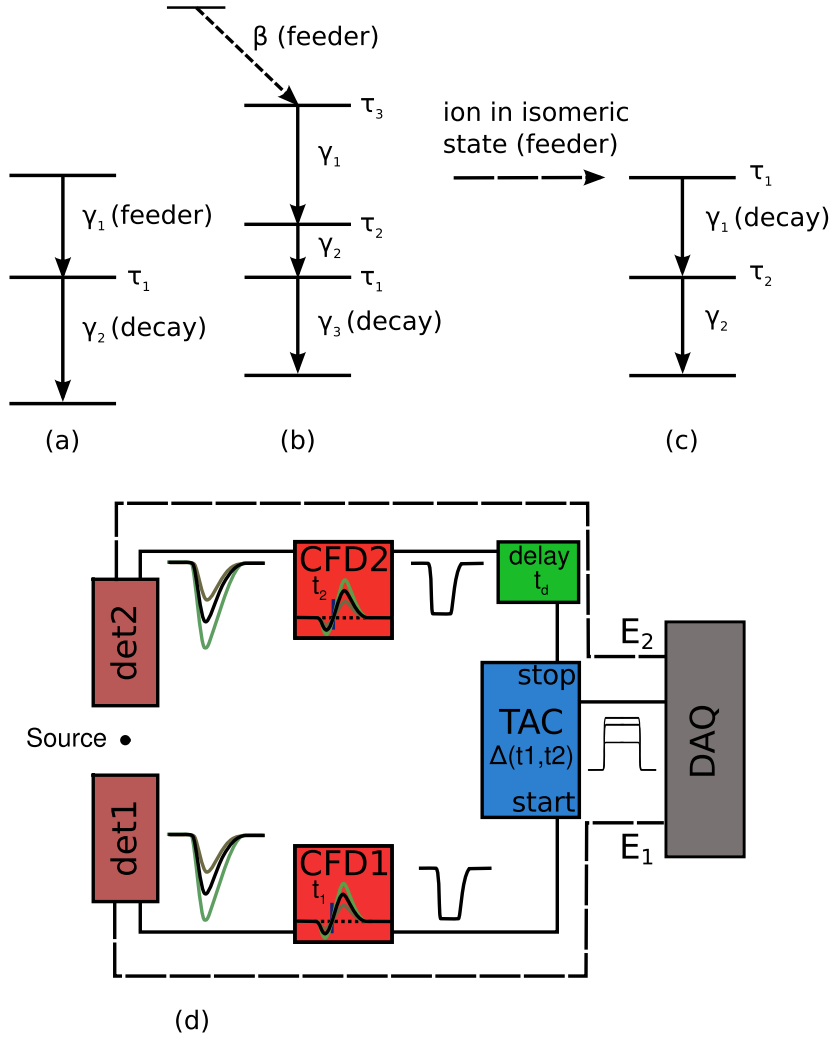 β (feeder)
τ₃
γ₁
τ₂
γ₂
τ₁
γ₃ (decay)
γ₁ (feeder)
τ₁
γ₂ (decay)
ion in isomeric
state (feeder)
τ₁
γ₁ (decay)
τ₂
γ₂
(a)
(b)
(c)
det2
CFD2
t₂
delay
t_d
E₂
stop
TAC
Δ(t1,t2)
start
DAQ
Source
det1
CFD1
t₁
E₁
(d)